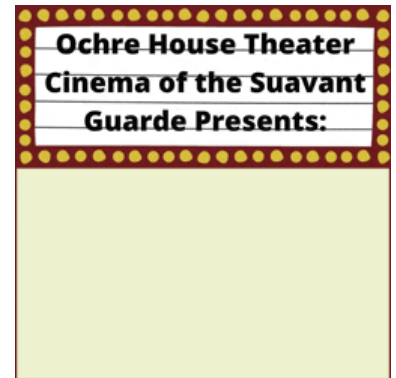 Ochre House Theater
Cinema of the Suavant
Guarde Presents: